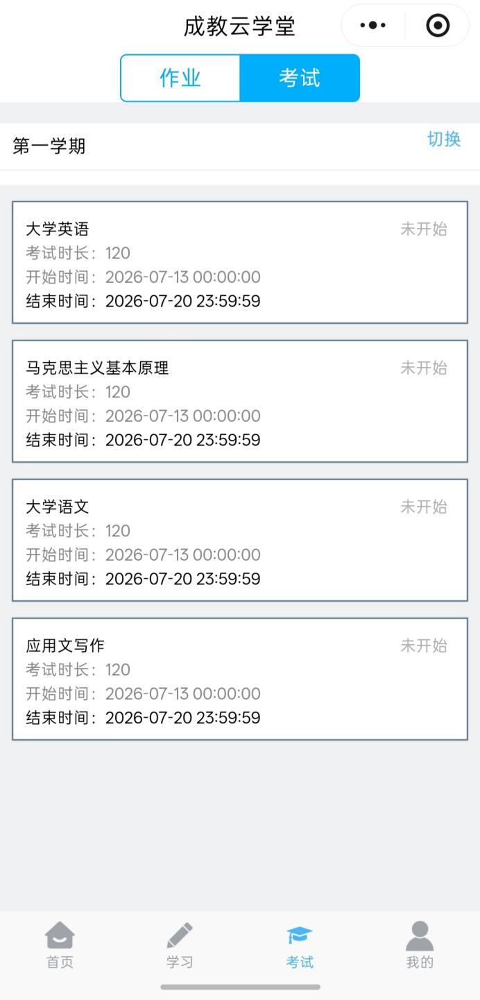 成教云学堂
作业 考试
第一学期 切换
大学英语 未开始
考试时长：120
开始时间：2026-07-13 00:00:00
结束时间：2026-07-20 23:59:59
马克思主义基本原理 未开始
考试时长：120
开始时间：2026-07-13 00:00:00
结束时间：2026-07-20 23:59:59
大学语文 未开始
考试时长：120
开始时间：2026-07-13 00:00:00
结束时间：2026-07-20 23:59:59
应用文写作 未开始
考试时长：120
开始时间：2026-07-13 00:00:00
结束时间：2026-07-20 23:59:59
首页 学习 考试 我的